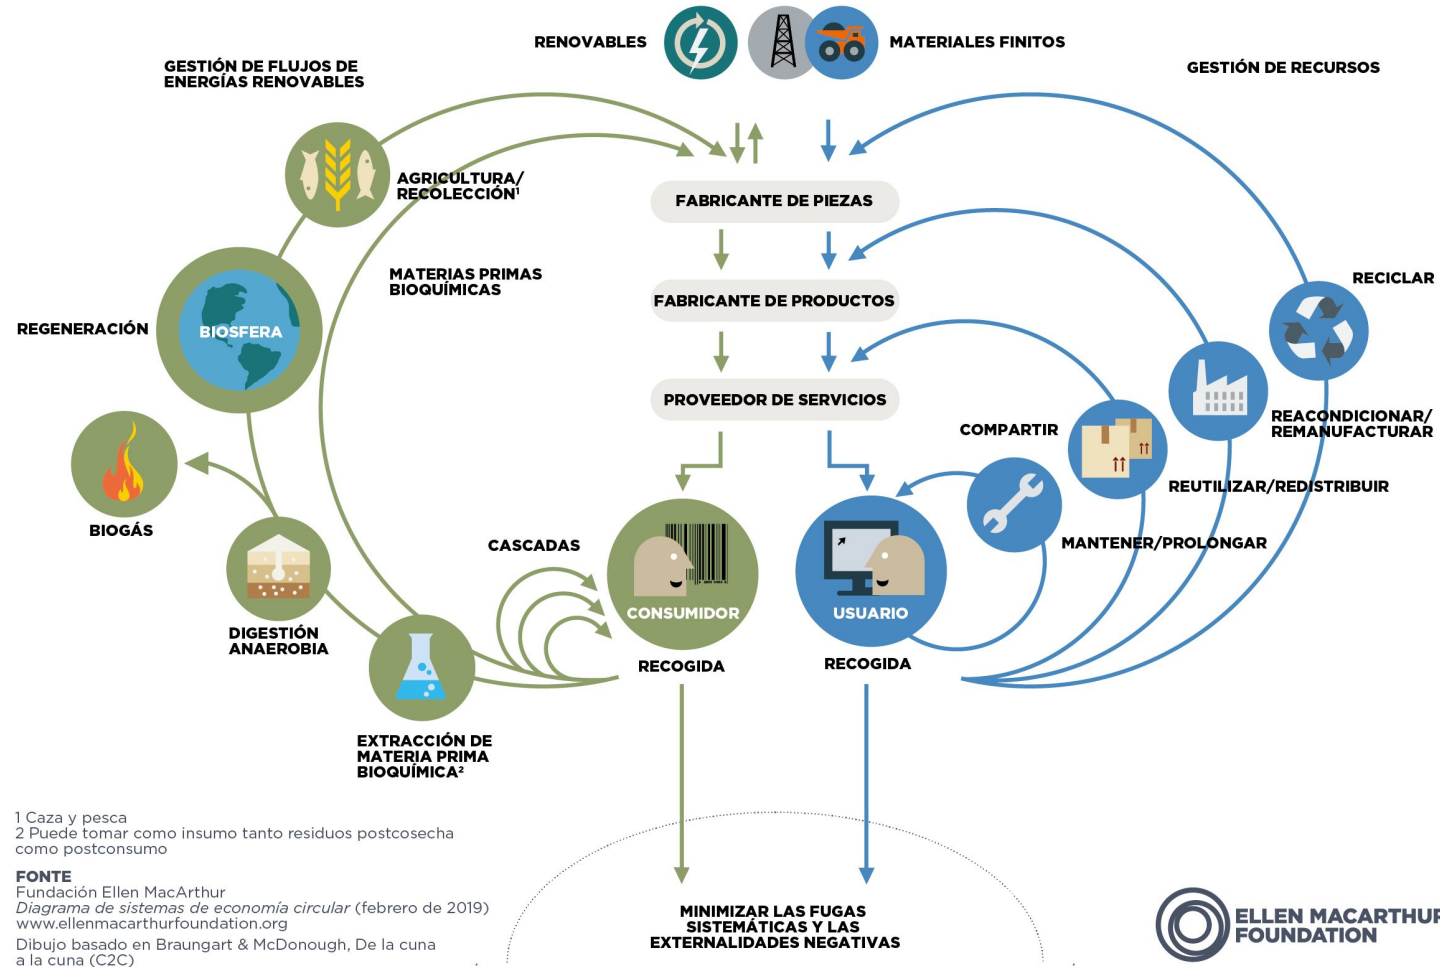 RENOVABLES
MATERIALES FINITOS
GESTIÓN DE FLUJOS DE
ENERGÍAS RENOVABLES
GESTIÓN DE RECURSOS
AGRICULTURA/
RECOLECCIÓN¹
FABRICANTE DE PIEZAS
MATERIAS PRIMAS
BIOQUÍMICAS
FABRICANTE DE PRODUCTOS
RECICLAR
REGENERACIÓN
BIOSFERA
PROVEEDOR DE SERVICIOS
REACONDICIONAR/
REMANUFACTURAR
COMPARTIR
REUTILIZAR/REDISTRIBUIR
BIOGÁS
CASCADAS
MANTENER/PROLONGAR
CONSUMIDOR
USUARIO
DIGESTIÓN
ANAEROBIA
RECOGIDA
RECOGIDA
EXTRACCIÓN DE
MATERIA PRIMA
BIOQUÍMICA²
1 Caza y pesca
2 Puede tomar como insumo tanto residuos postcosecha
como postconsumo
FONTE
Fundación Ellen MacArthur
Diagrama de sistemas de economía circular (febrero de 2019)
www.ellenmacarthurfoundation.org
Dibujo basado en Braungart & McDonough, De la cuna
a la cuna (C2C)
MINIMIZAR LAS FUGAS
SISTEMÁTICAS Y LAS
EXTERNALIDADES NEGATIVAS
ELLEN MACARTHUR
FOUNDATION